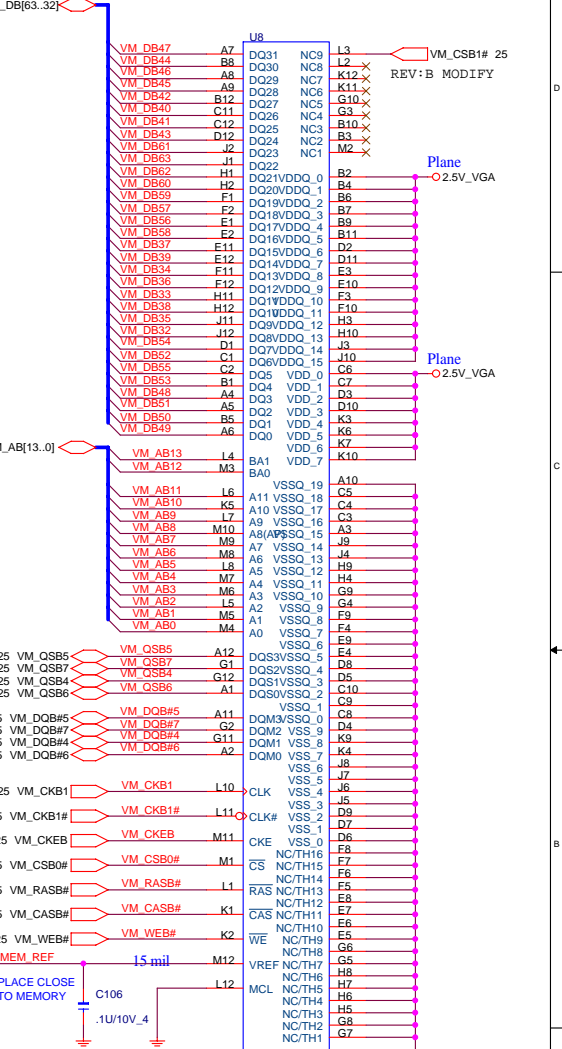 _DB[63..32]
U8
VM_DB47 A7 DQ31 NC9 L3 VM_CSB1# 25
VM_DB44 B8 DQ30 NC8 L2
VM_DB46 A8 DQ29 NC7 K12 REV:B MODIFY
VM_DB45 A9 DQ28 NC6 K11
VM_DB42 B12 DQ27 NC5 G10
VM_DB40 C11 DQ26 NC4 G3
VM_DB41 C12 DQ25 NC3 B10
VM_DB43 D12 DQ24 NC2 B3
VM_DB61 J2 DQ23 NC1 M2
VM_DB63 J1 DQ22 Plane
VM_DB62 H1 DQ21 VDDQ_0 B2 2.5V_VGA
VM_DB60 H2 DQ20 VDDQ_1 B4
VM_DB59 F1 DQ19 VDDQ_2 B6
VM_DB57 F2 DQ18 VDDQ_3 B7
VM_DB56 E1 DQ17 VDDQ_4 B9
VM_DB58 E2 DQ16 VDDQ_5 B11
VM_DB37 E11 DQ15 VDDQ_6 D2
VM_DB39 E12 DQ14 VDDQ_7 D11
VM_DB34 F11 DQ13 VDDQ_8 E3
VM_DB36 F12 DQ12 VDDQ_9 E10
VM_DB33 H11 DQ11 VDDQ_10 F3
VM_DB38 H12 DQ10 VDDQ_11 F10
VM_DB35 J11 DQ9 VDDQ_12 H3
VM_DB32 J12 DQ8 VDDQ_13 H10
VM_DB54 D1 DQ7 VDDQ_14 J3
VM_DB52 C1 DQ6 VDDQ_15 J10 Plane
VM_DB55 C2 DQ5 VDD_0 C6 2.5V_VGA
VM_DB53 B1 DQ4 VDD_1 C7
VM_DB48 A4 DQ3 VDD_2 D3
VM_DB51 A5 DQ2 VDD_3 D10
VM_DB50 B5 DQ1 VDD_4 K3
VM_DB49 A6 DQ0 VDD_5 K6
M_AB[13..0] VDD_6 K7
VM_AB13 L4 BA1 VDD_7 K10
VM_AB12 M3 BA0
VSSQ_19 A10
VM_AB11 L6 A11 VSSQ_18 C5
VM_AB10 K5 A10 VSSQ_17 C4
VM_AB9 L7 A9 VSSQ_16 C3
VM_AB8 M10 A8(AP) VSSQ_15 A3
VM_AB7 M9 A7 VSSQ_14 J9
VM_AB6 M8 A6 VSSQ_13 J4
VM_AB5 L8 A5 VSSQ_12 H9
VM_AB4 M7 A4 VSSQ_11 H4
VM_AB3 M6 A3 VSSQ_10 G9
VM_AB2 L5 A2 VSSQ_9 G4
VM_AB1 M5 A1 VSSQ_8 F9
VM_AB0 M4 A0 VSSQ_7 F4
VSSQ_6 E9
25 VM_QSB5 VM_QSB5 A12 DQS3 VSSQ_5 E4
25 VM_QSB7 VM_QSB7 G1 DQS2 VSSQ_4 D8
25 VM_QSB4 VM_QSB4 G12 DQS1 VSSQ_3 D5
25 VM_QSB6 VM_QSB6 A1 DQS0 VSSQ_2 C10
VSSQ_1 C9
5 VM_DQB#5 VM_DQB#5 A11 DQM3 VSSQ_0 C8
5 VM_DQB#7 VM_DQB#7 G2 DQM2 VSS_9 D4
5 VM_DQB#4 VM_DQB#4 G11 DQM1 VSS_8 K9
5 VM_DQB#6 VM_DQB#6 A2 DQM0 VSS_7 K4
VSS_6 J8
VSS_5 J7
25 VM_CKB1 VM_CKB1 L10 CLK VSS_4 J6
VSS_3 J5
5 VM_CKB1# VM_CKB1# L11 CLK# VSS_2 D9
VSS_1 D7
25 VM_CKEB VM_CKEB M11 CKE VSS_0 D6
NC/TH16 F8
5 VM_CSB0# VM_CSB0# M1 CS NC/TH15 F7
NC/TH14 F6
5 VM_RASB# VM_RASB# L1 RAS NC/TH13 F5
NC/TH12 E8
5 VM_CASB# VM_CASB# K1 CAS NC/TH11 E7
NC/TH10 E6
25 VM_WEB# VM_WEB# K2 WE NC/TH9 E5
NC/TH8 G6
MEM_REF 15 mil M12 VREF NC/TH7 G5
NC/TH6 H8
PLACE CLOSE L12 MCL NC/TH5 H7
TO MEMORY C106 NC/TH4 H6
NC/TH3 H5
.1U/10V_4 NC/TH2 G8
NC/TH1 G7
D
C
B